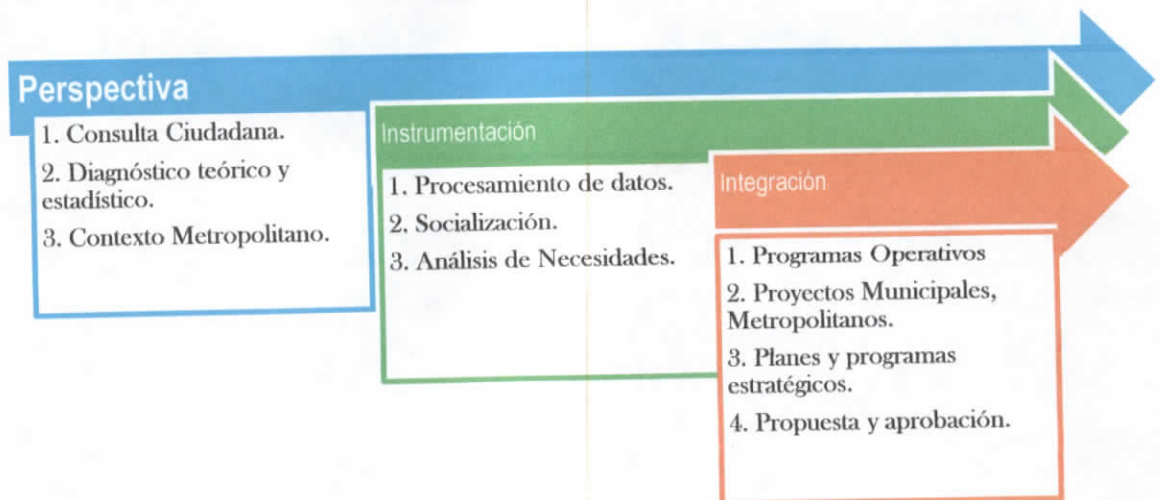 Perspectiva
1. Consulta Ciudadana.
2. Diagnóstico teórico y
estadístico.
3. Contexto Metropolitano.
Instrumentación
1. Procesamiento de datos.
2. Socialización.
3. Análisis de Necesidades.
Integración
1. Programas Operativos
2. Proyectos Municipales,
Metropolitanos.
3. Planes y programas
estratégicos.
4. Propuesta y aprobación.